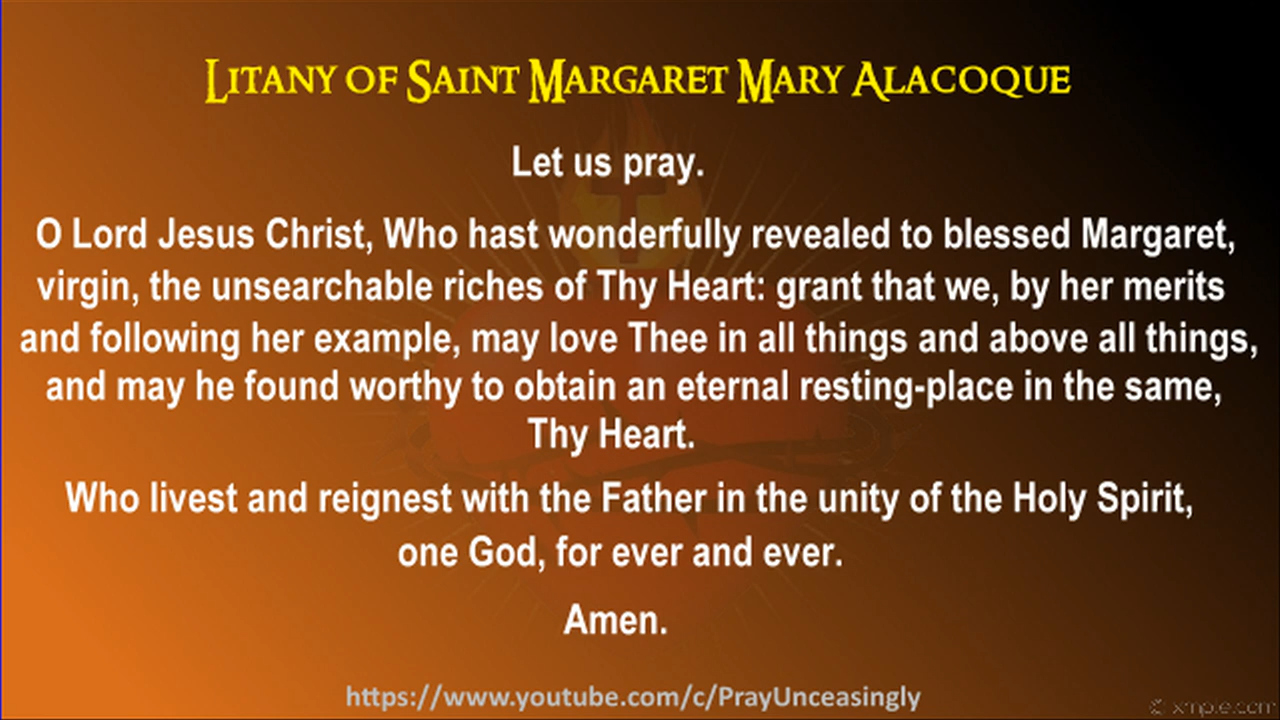 Litany of Saint Margaret Mary Alacoque
Let us pray.
O Lord Jesus Christ, Who hast wonderfully revealed to blessed Margaret,
virgin, the unsearchable riches of Thy Heart: grant that we, by her merits
and following her example, may love Thee in all things and above all things,
and may he found worthy to obtain an eternal resting-place in the same,
Thy Heart.
Who livest and reignest with the Father in the unity of the Holy Spirit,
one God, for ever and ever.
Amen.
https://www.youtube.com/c/PrayUnceasingly
© xmple.com